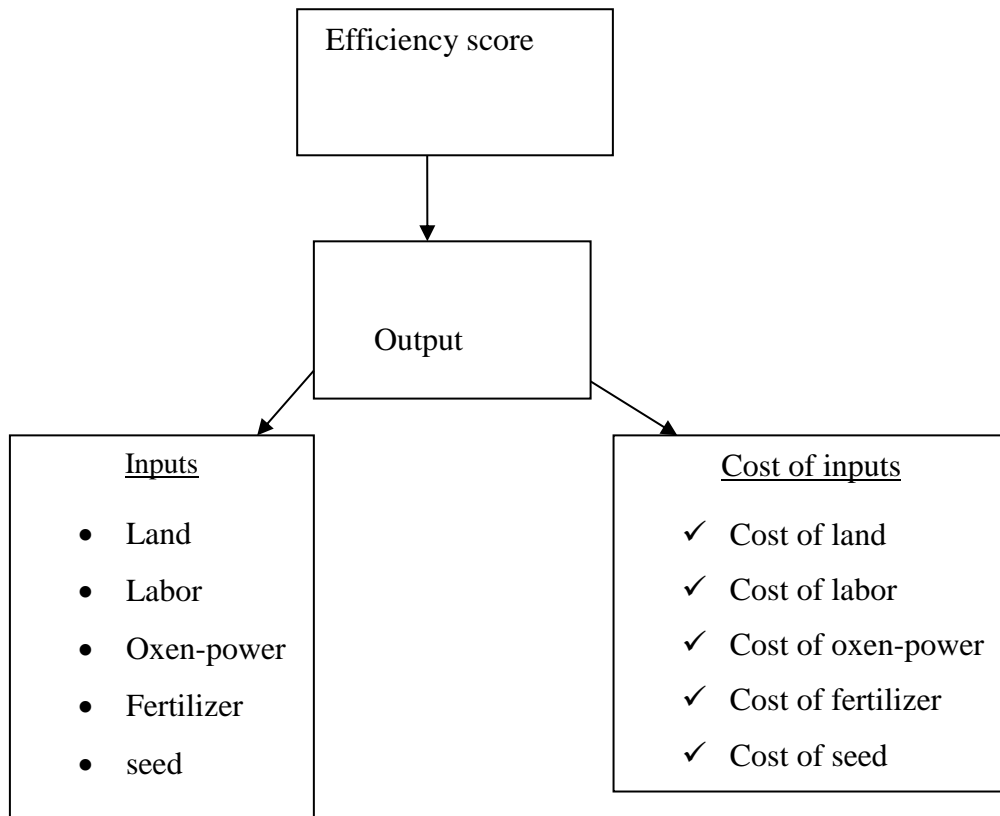 Efficiency score
Output
Inputs
• Land
• Labor
• Oxen-power
• Fertilizer
• seed
Cost of inputs
✓ Cost of land
✓ Cost of labor
✓ Cost of oxen-power
✓ Cost of fertilizer
✓ Cost of seed